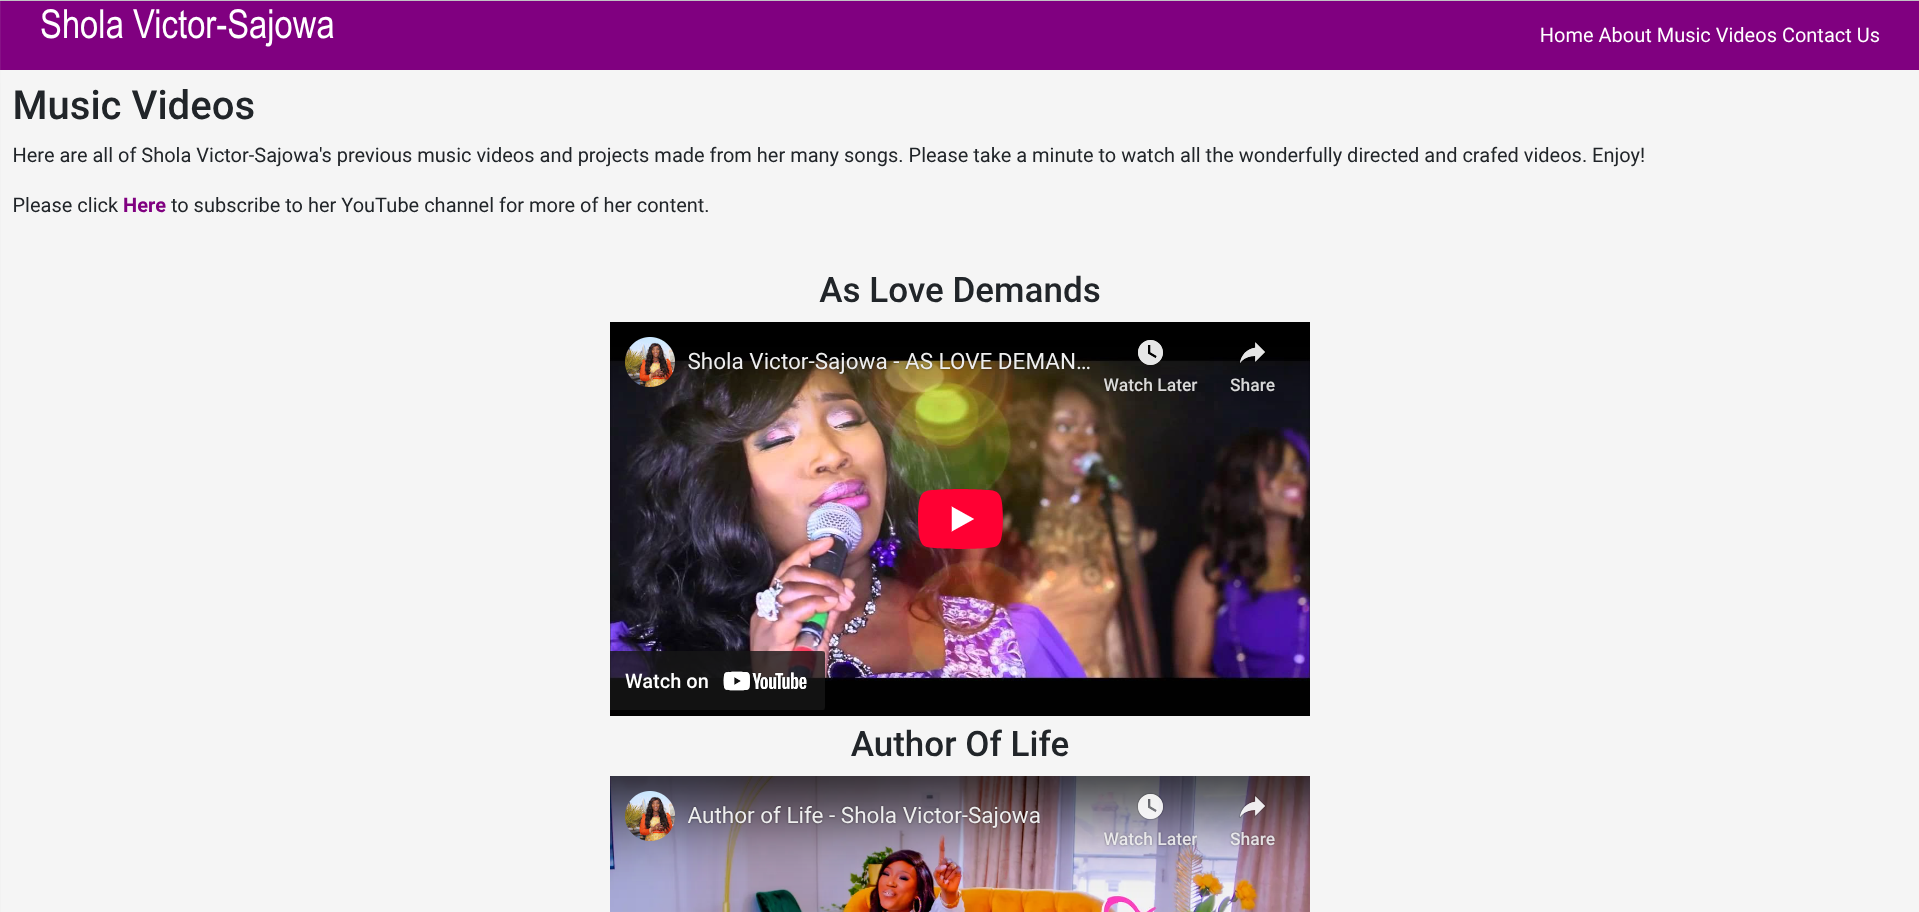 Shola Victor-Sajowa
Home About Music Videos Contact Us
Music Videos
Here are all of Shola Victor-Sajowa's previous music videos and projects made from her many songs. Please take a minute to watch all the wonderfully directed and crafed videos. Enjoy!
Please click Here to subscribe to her YouTube channel for more of her content.
As Love Demands
Shola Victor-Sajowa - AS LOVE DEMAN...
Watch Later
Share
Watch on YouTube
Author Of Life
Author of Life - Shola Victor-Sajowa
Watch Later
Share